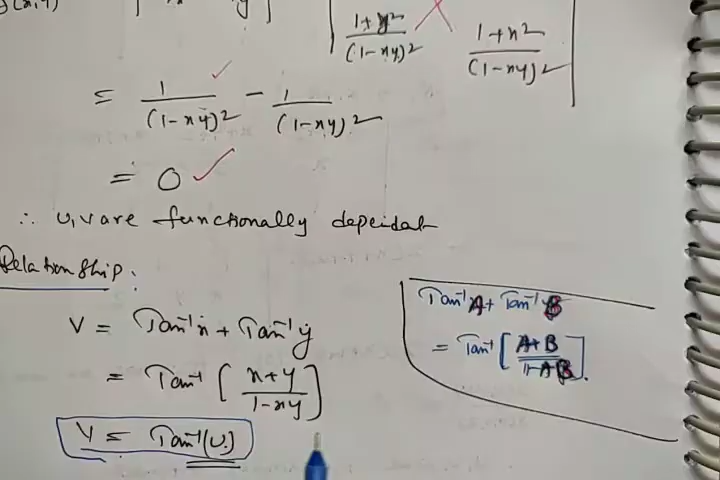 1+y² / (1-xy)²    1+x² / (1-xy)²
= 1/(1-xy)² - 1/(1-xy)²
= 0
∴ u,v are functionally dependat
Relationship:
V = Tan⁻¹x + Tan⁻¹y
= Tan⁻¹ [ x+y / 1-xy ]
V = Tan⁻¹(U)
Tan⁻¹A + Tan⁻¹B
= Tan⁻¹ [ A+B / 1-AB ].